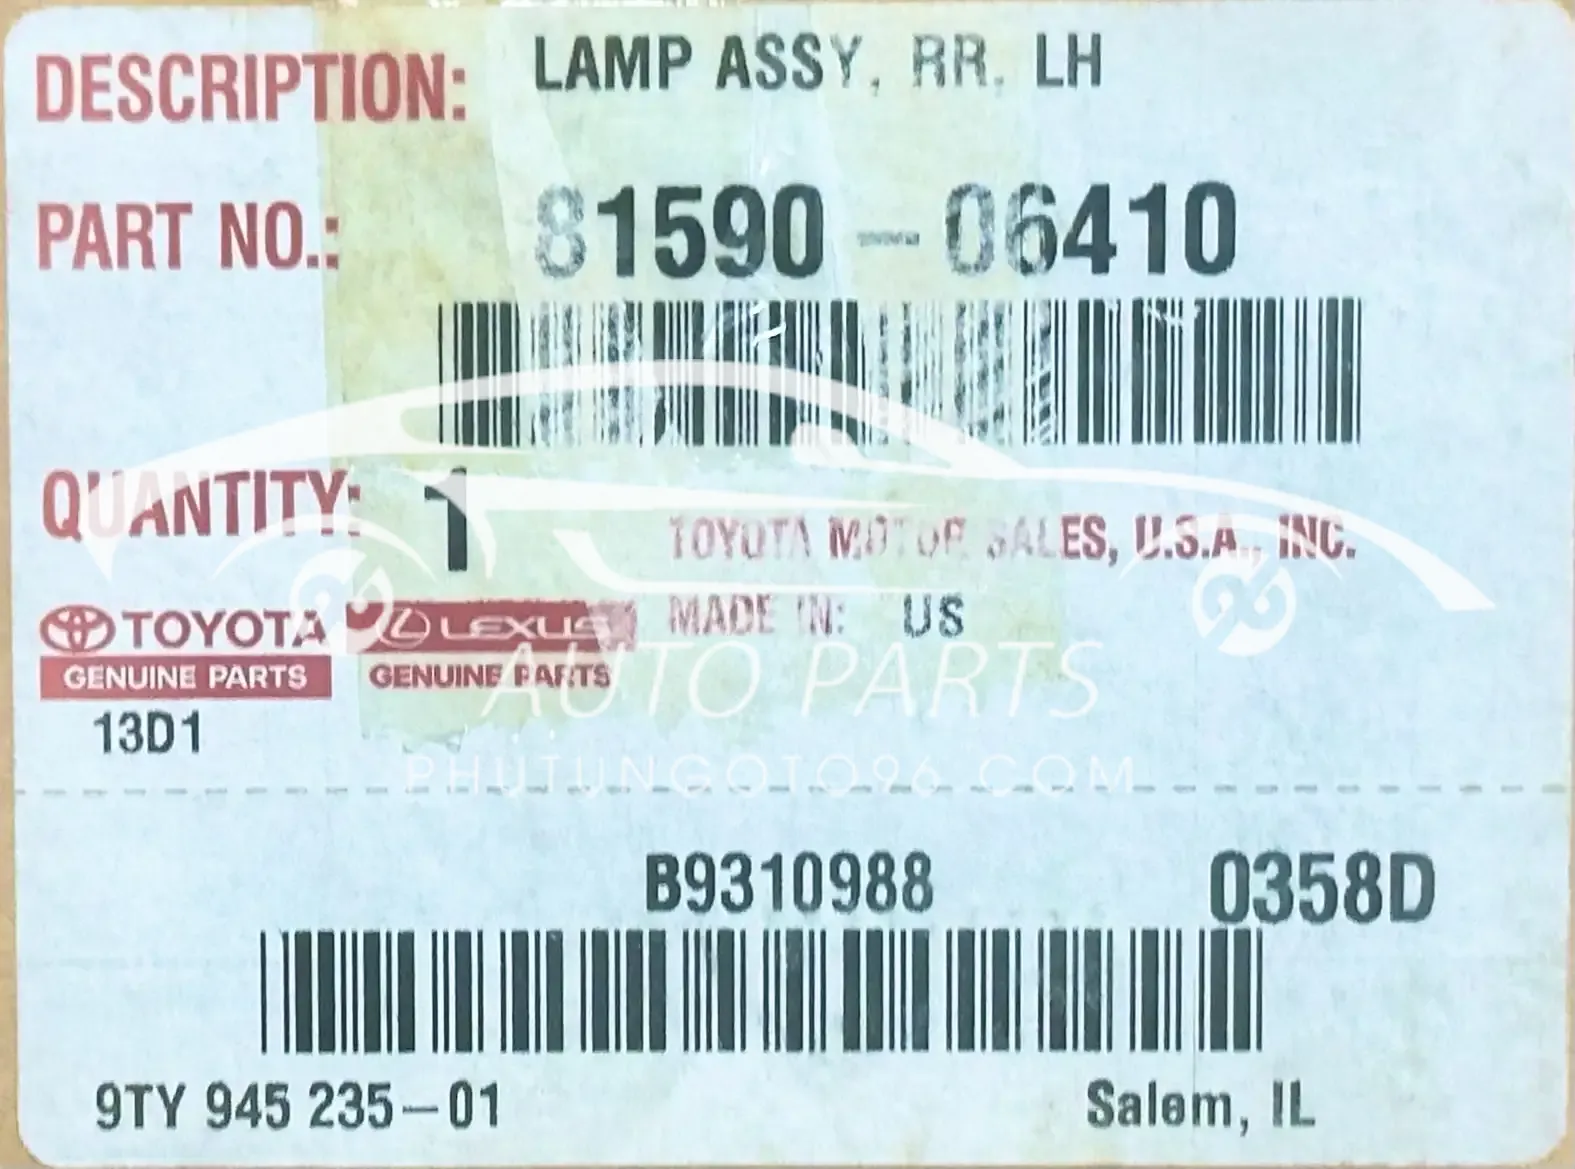 DESCRIPTION: LAMP ASSY, RR, LH
PART NO.: 81590-06410
QUANTITY: 1
TOYOTA MOTOR SALES, U.S.A., INC.
TOYOTA LEXUS MADE IN: US
GENUINE PARTS GENUINE PARTS
AUTO PARTS
13D1
PHUTUNGOTO96.COM
B9310988 0358D
9TY 945 235-01 Salem, IL